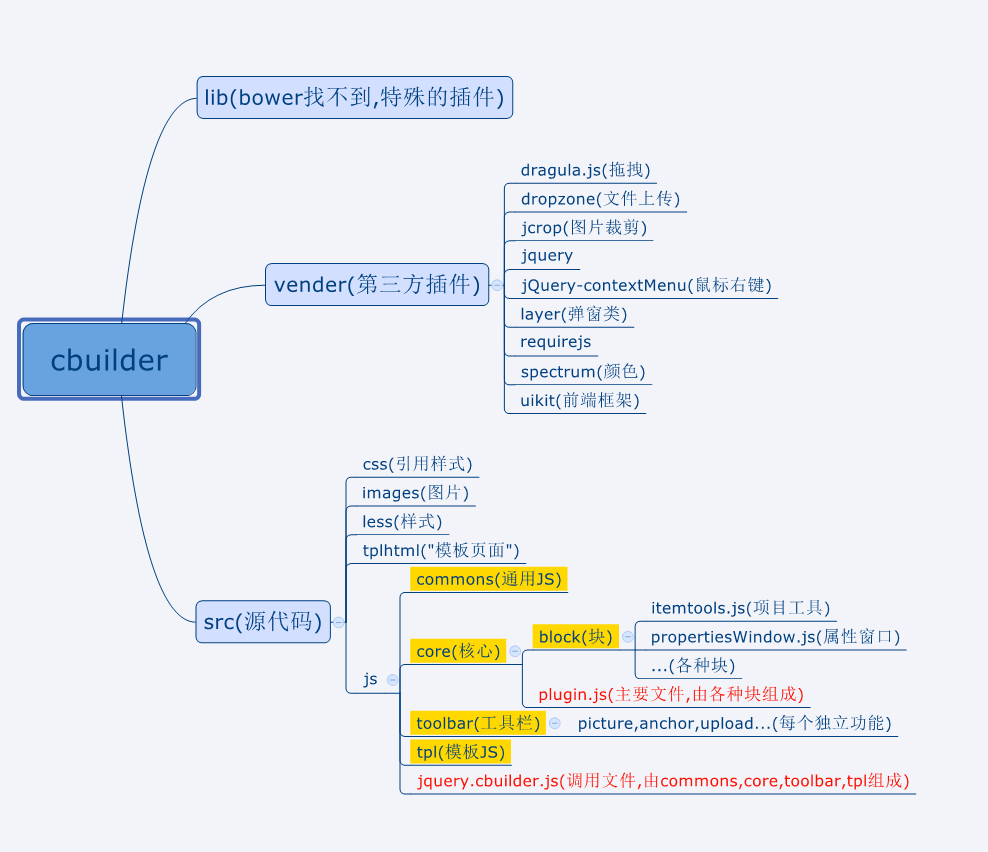 lib(bower找不到,特殊的插件)
dragula.js(拖拽)
dropzone(文件上传)
jcrop(图片裁剪)
jquery
vender(第三方插件)
jQuery-contextMenu(鼠标右键)
layer(弹窗类)
requirejs
cbuilder
spectrum(颜色)
uikit(前端框架)
css(引用样式)
images(图片)
less(样式)
tplhtml("模板页面")
commons(通用JS)
itemtools.js(项目工具)
src(源代码)
block(块)
propertiesWindow.js(属性窗口)
core(核心)
...(各种块)
js
plugin.js(主要文件,由各种块组成)
toolbar(工具栏)
picture,anchor,upload...(每个独立功能)
tpl(模板JS)
jquery.cbuilder.js(调用文件,由commons,core,toolbar,tpl组成)